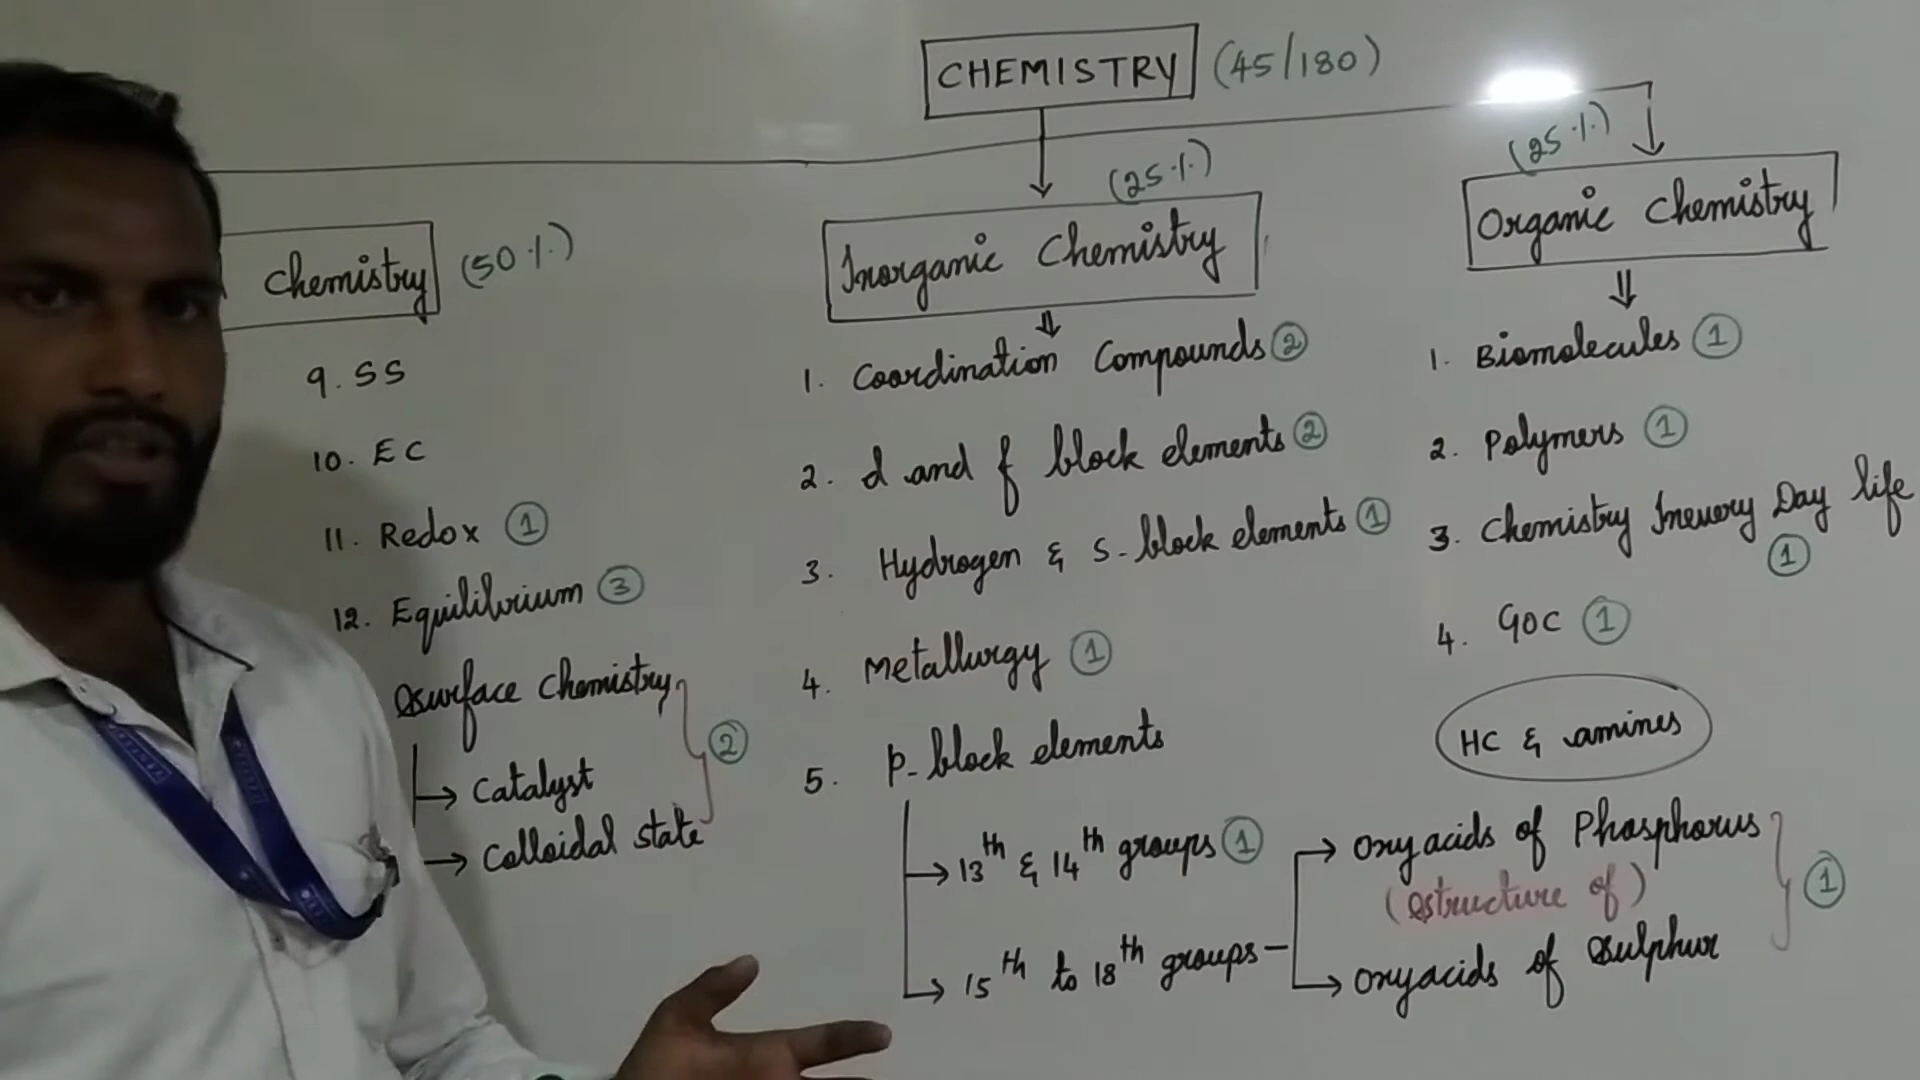 CHEMISTRY (45/180)
Chemistry (50%)
9. SS
10. EC
11. Redox 1
12. Equilibrium 3
Surface Chemistry
→ Catalyst
→ Colloidal state
2
(25%)
Inorganic Chemistry
1. Coordination Compounds 2
2. d and f block elements 2
3. Hydrogen & s-block elements 1
4. Metallurgy 1
5. p-block elements
→ 13th & 14th groups 1
→ 15th to 18th groups
→ Oxyacids of Phosphorus
(structure of)
→ Oxyacids of Sulphur
1
(25%)
Organic Chemistry
1. Biomolecules 1
2. Polymers 1
3. Chemistry Inevery Day life
1
4. GOC 1
HC & amines